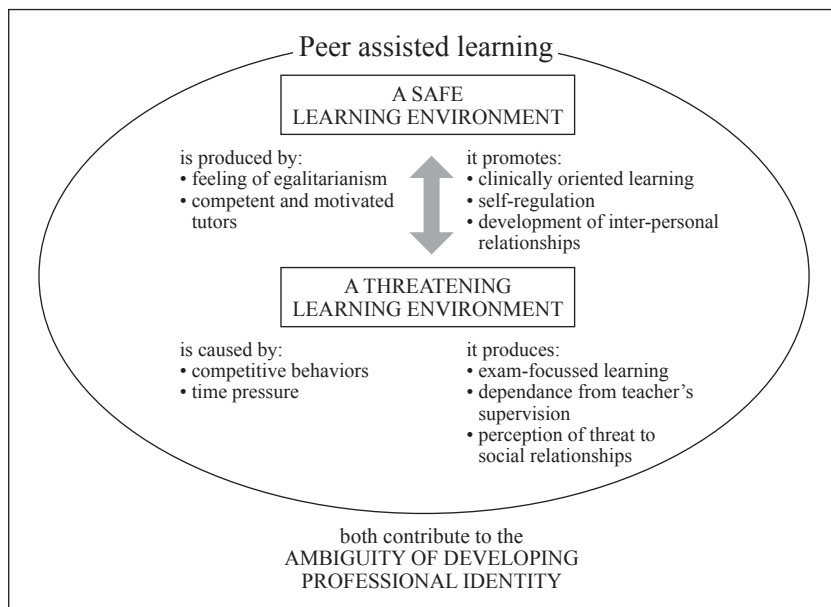 Peer assisted learning
A SAFE
LEARNING ENVIRONMENT
is produced by:
• feeling of egalitarianism
• competent and motivated
tutors
it promotes:
• clinically oriented learning
• self-regulation
• development of inter-personal
relationships
A THREATENING
LEARNING ENVIRONMENT
is caused by:
• competitive behaviors
• time pressure
it produces:
• exam-focussed learning
• dependance from teacher's
supervision
• perception of threat to
social relationships
both contribute to the
AMBIGUITY OF DEVELOPING
PROFESSIONAL IDENTITY